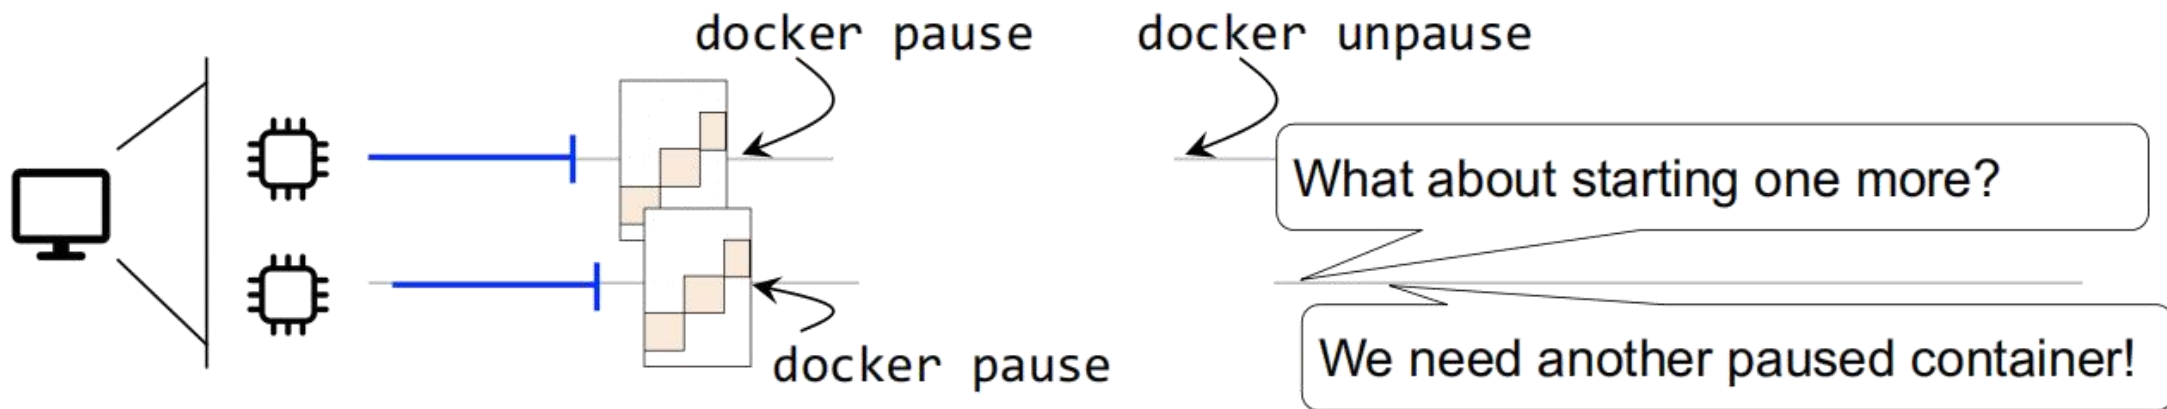 docker pause
docker unpause
What about starting one more?
We need another paused container!
docker pause